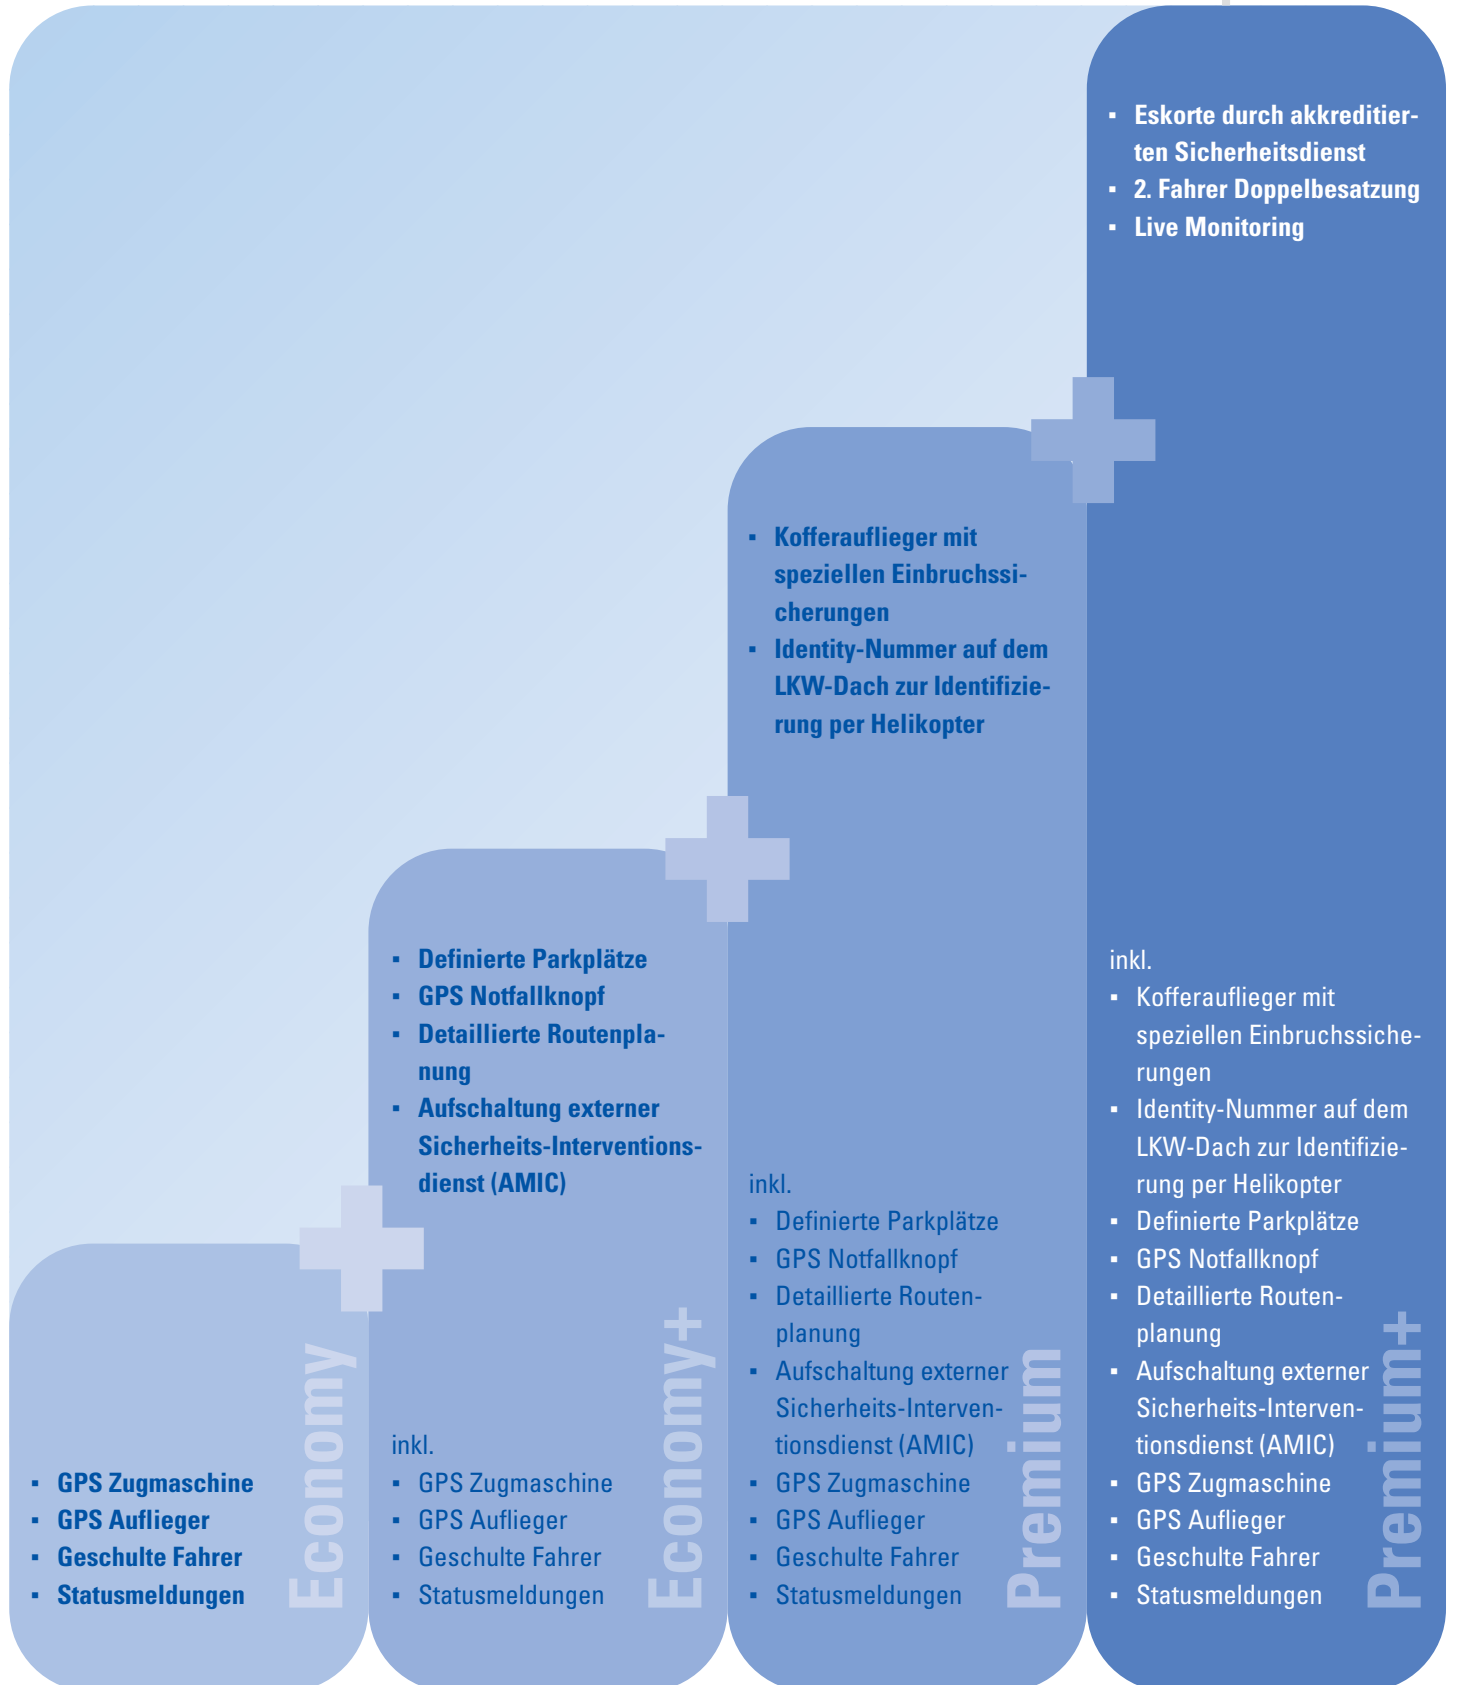 ▪ GPS Zugmaschine
▪ GPS Auflieger
▪ Geschulte Fahrer
▪ Statusmeldungen
Economy
▪ Definierte Parkplätze
▪ GPS Notfallknopf
▪ Detaillierte Routenpla-
nung
▪ Aufschaltung externer
Sicherheits-Interventions-
dienst (AMIC)
inkl.
▪ GPS Zugmaschine
▪ GPS Auflieger
▪ Geschulte Fahrer
▪ Statusmeldungen
Economy+
▪ Kofferauflieger mit
speziellen Einbruchssi-
cherungen
▪ Identity-Nummer auf dem
LKW-Dach zur Identifizie-
rung per Helikopter
inkl.
▪ Definierte Parkplätze
▪ GPS Notfallknopf
▪ Detaillierte Routen-
planung
▪ Aufschaltung externer
Sicherheits-Interven-
tionsdienst (AMIC)
▪ GPS Zugmaschine
▪ GPS Auflieger
▪ Geschulte Fahrer
▪ Statusmeldungen
Premium
▪ Eskorte durch akkreditier-
ten Sicherheitsdienst
▪ 2. Fahrer Doppelbesatzung
▪ Live Monitoring
inkl.
▪ Kofferauflieger mit
speziellen Einbruchssiche-
rungen
▪ Identity-Nummer auf dem
LKW-Dach zur Identifizie-
rung per Helikopter
▪ Definierte Parkplätze
▪ GPS Notfallknopf
▪ Detaillierte Routen-
planung
▪ Aufschaltung externer
Sicherheits-Interven-
tionsdienst (AMIC)
▪ GPS Zugmaschine
▪ GPS Auflieger
▪ Geschulte Fahrer
▪ Statusmeldungen
Premium+